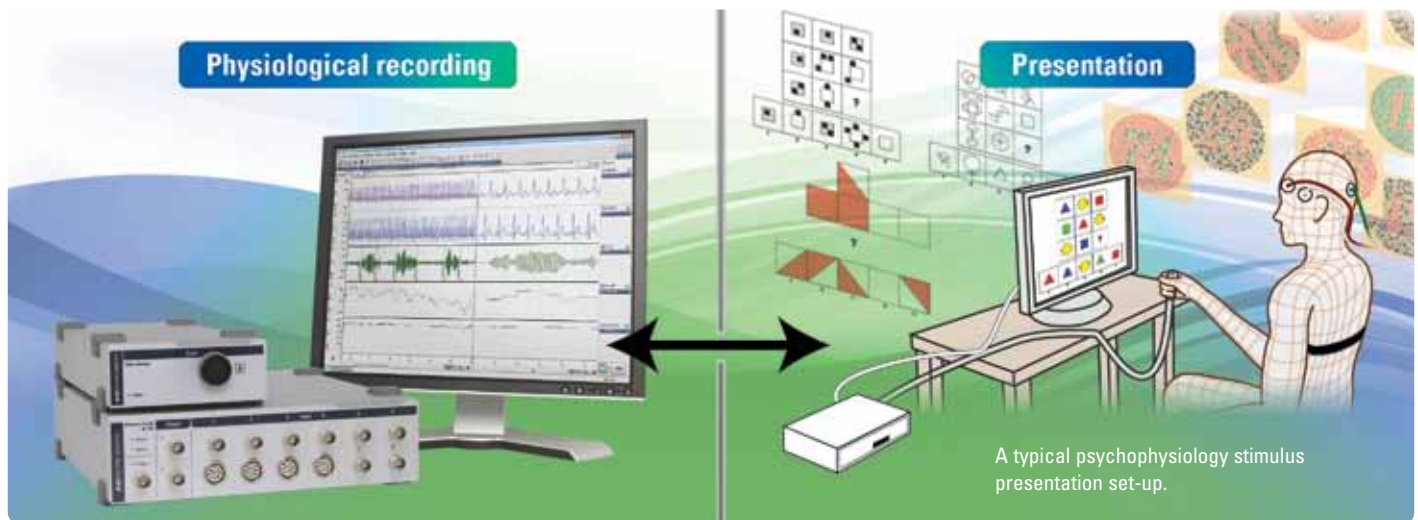 Physiological recording
Presentation
?
?
?
?
A typical psychophysiology stimulus
presentation set-up.